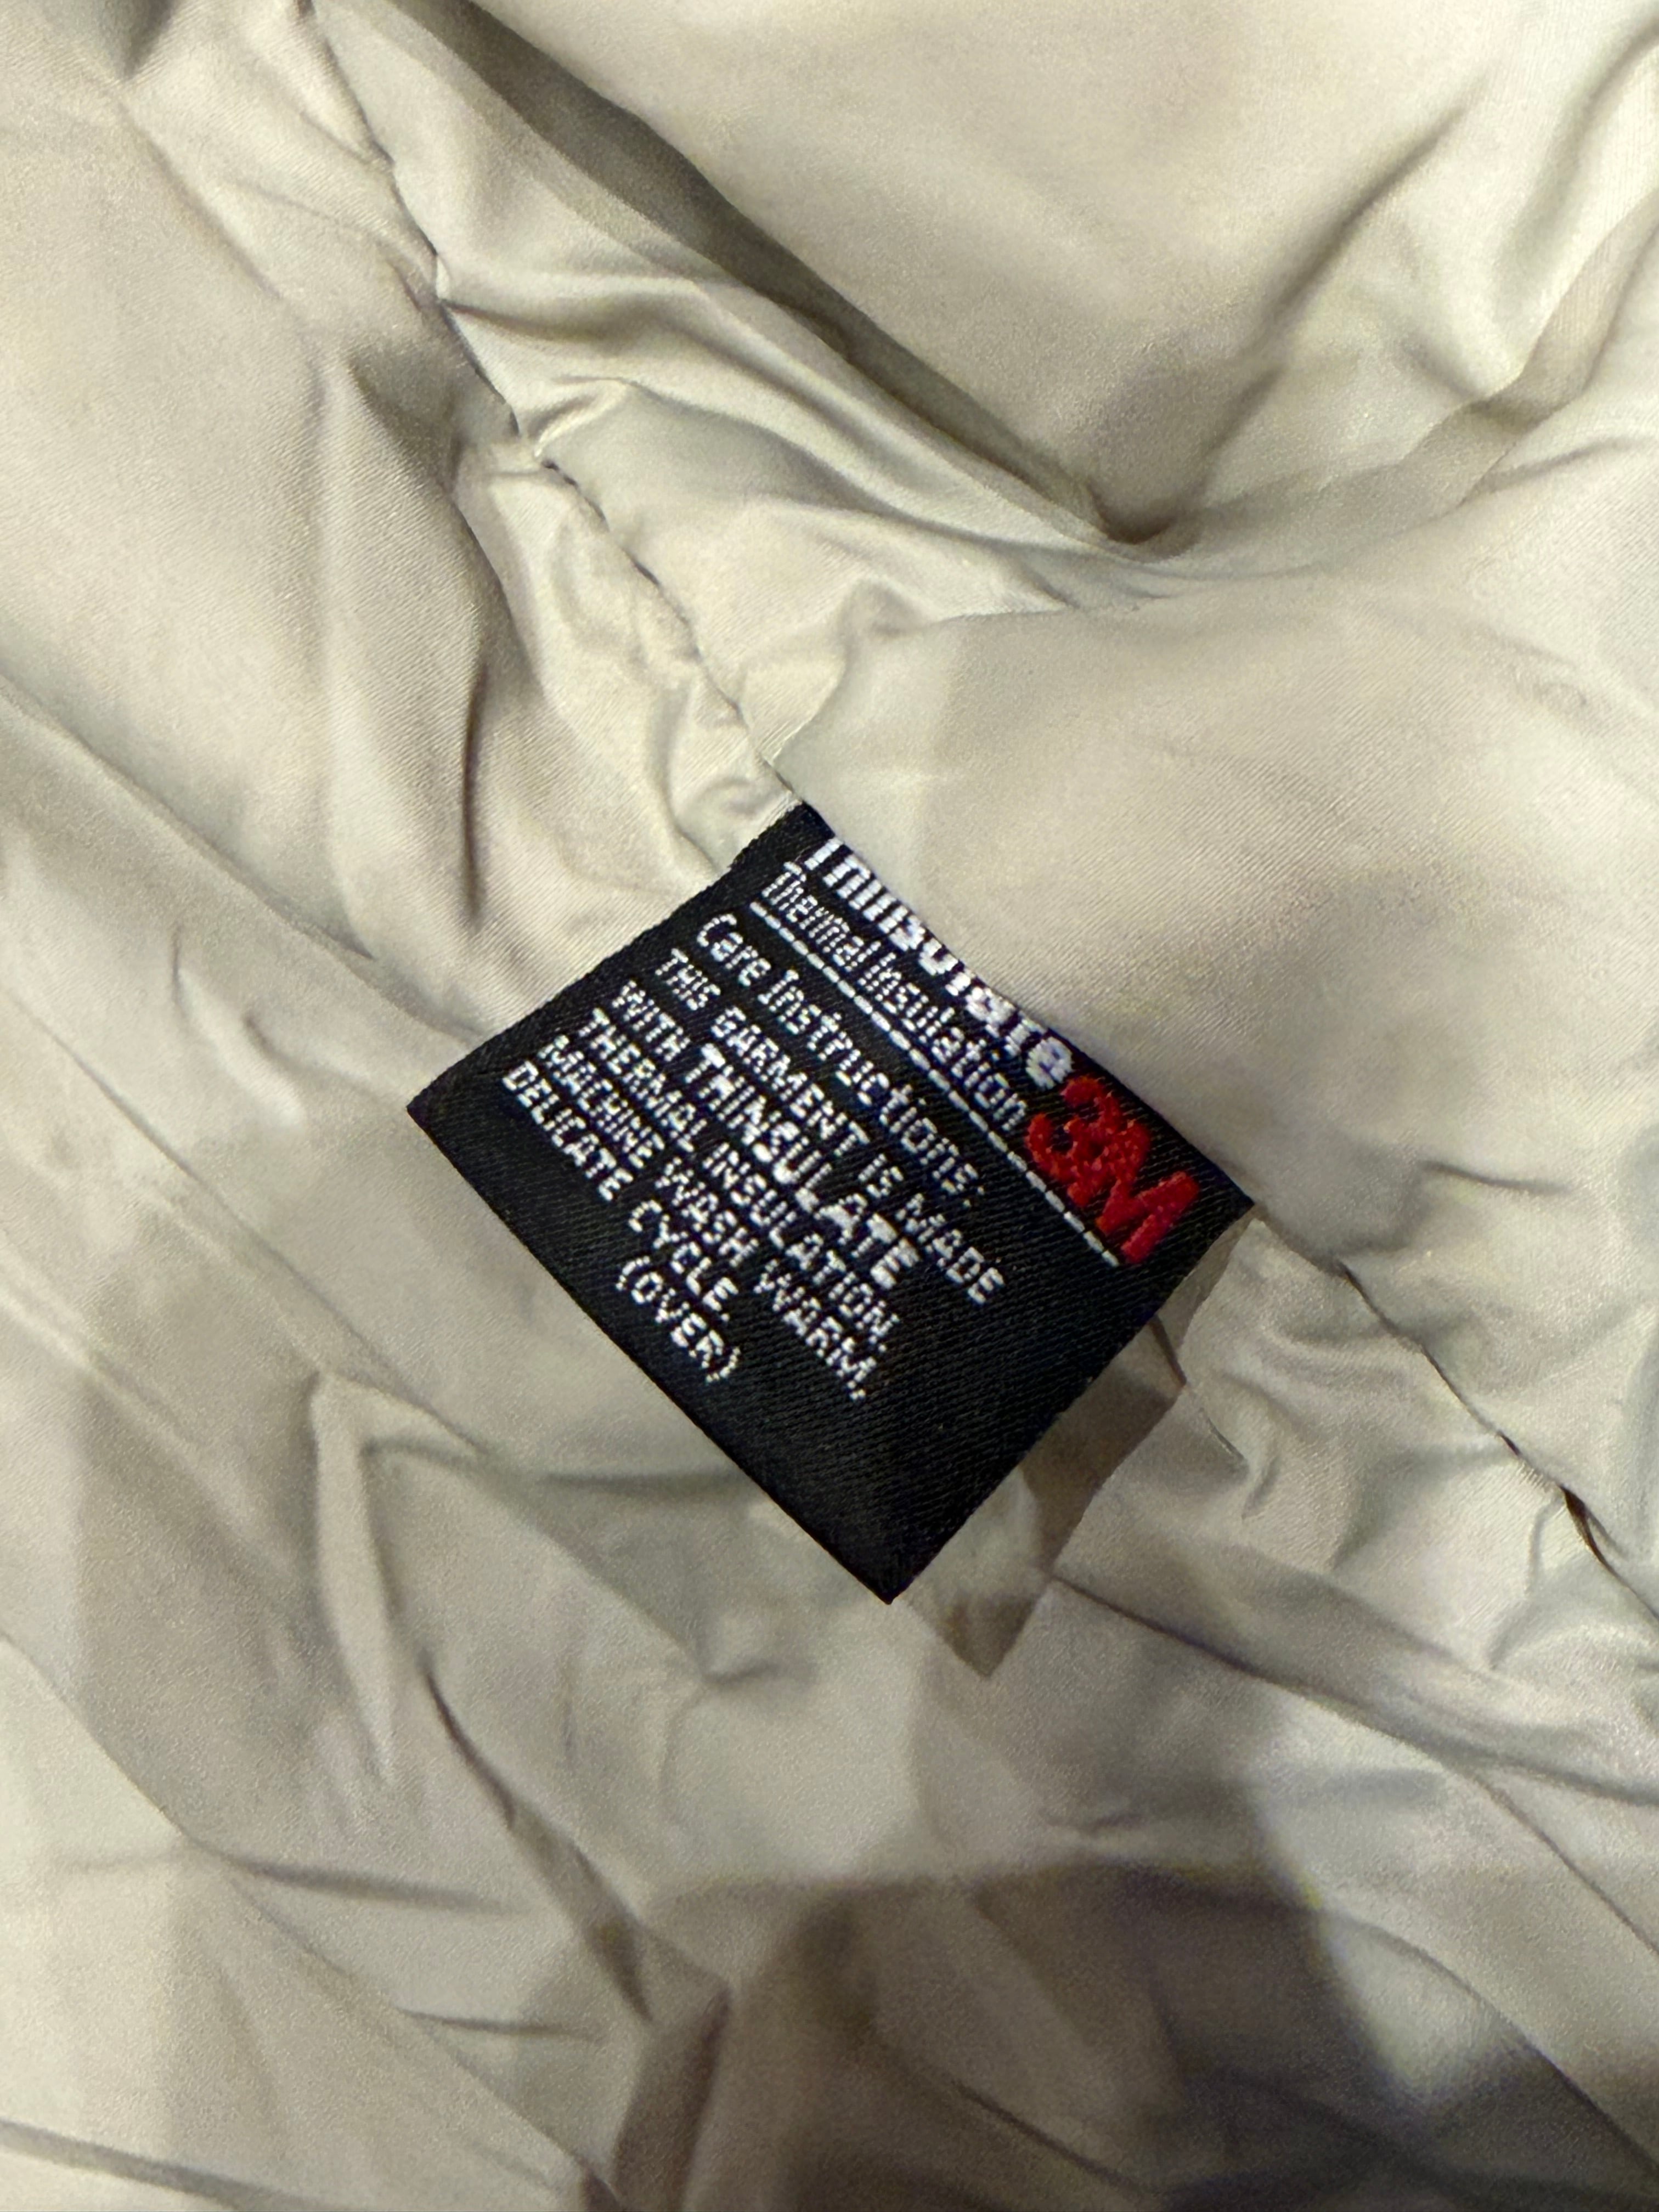 Thinsulate
Thermal Insulation 3M
Care Instructions:
THIS GARMENT IS MADE
WITH THINSULATE
THERMAL INSULATION.
MACHINE WASH WARM,
DELICATE CYCLE
(OVER)